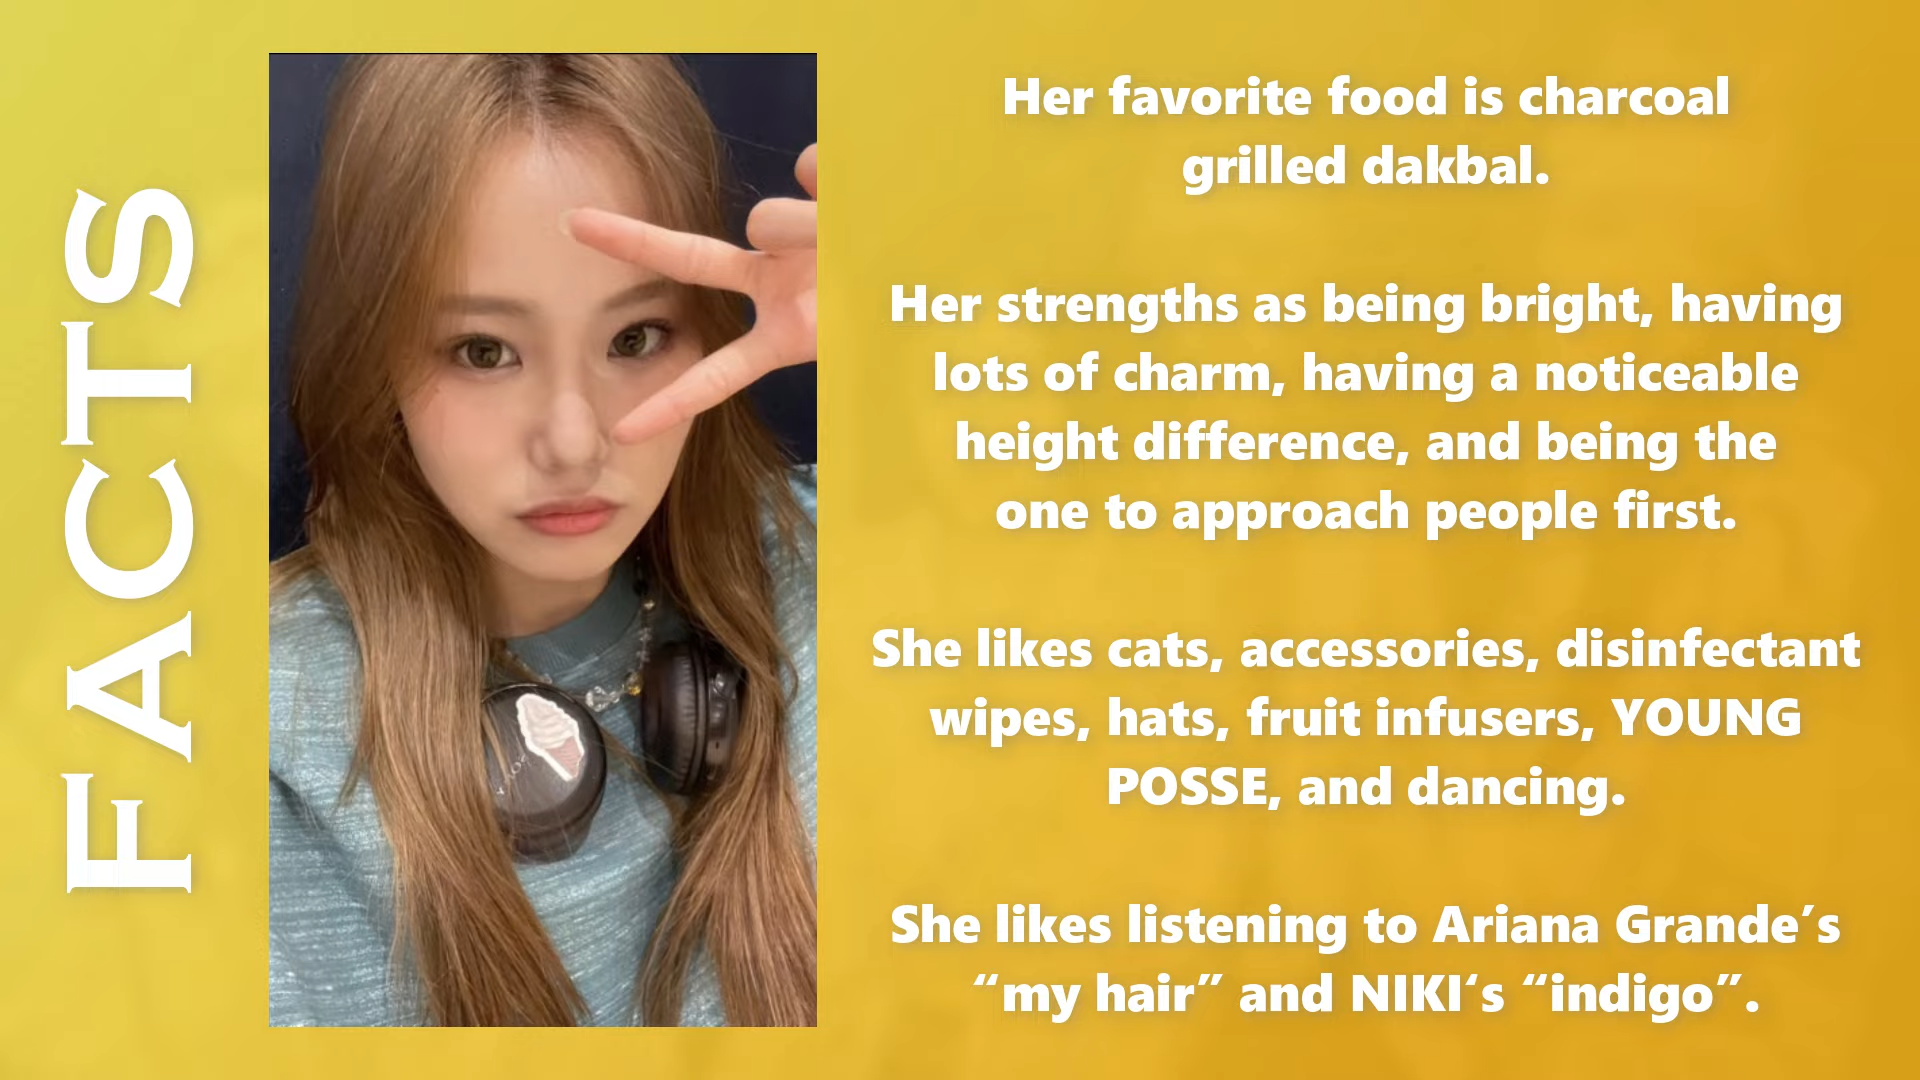 FACTS
Her favorite food is charcoal
grilled dakbal.
Her strengths as being bright, having
lots of charm, having a noticeable
height difference, and being the
one to approach people first.
She likes cats, accessories, disinfectant
wipes, hats, fruit infusers, YOUNG
POSSE, and dancing.
She likes listening to Ariana Grande’s
“my hair” and NIKI‘s “indigo”.